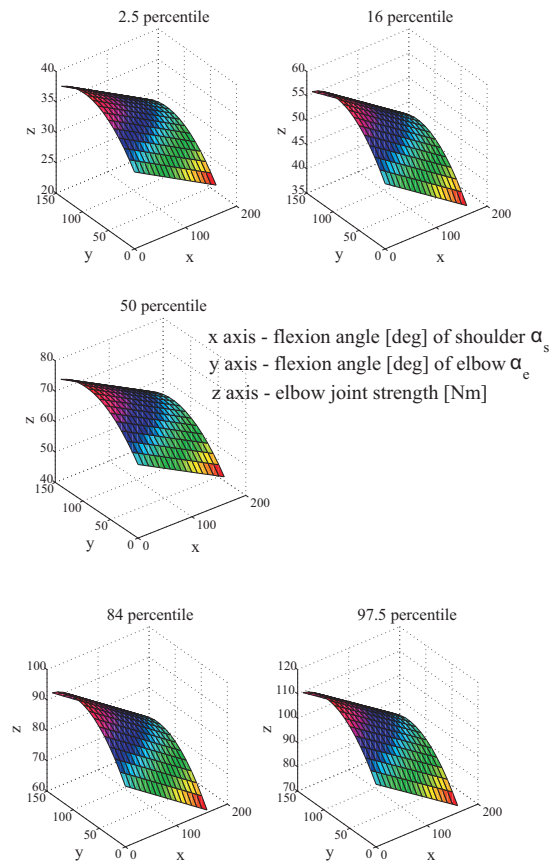 2.5 percentile
16 percentile
40
35
30
25
20
z
150
100
50
0
y
0
100
200
x
60
55
50
45
40
35
z
150
100
50
0
y
0
100
200
x
50 percentile
x axis - flexion angle [deg] of shoulder αs
y axis - flexion angle [deg] of elbow αe
z axis - elbow joint strength [Nm]
80
70
60
50
40
z
150
100
50
0
y
0
100
200
x
84 percentile
97.5 percentile
100
90
80
70
60
z
150
100
50
0
y
0
100
200
x
120
110
100
90
80
70
z
150
100
50
0
y
0
100
200
x